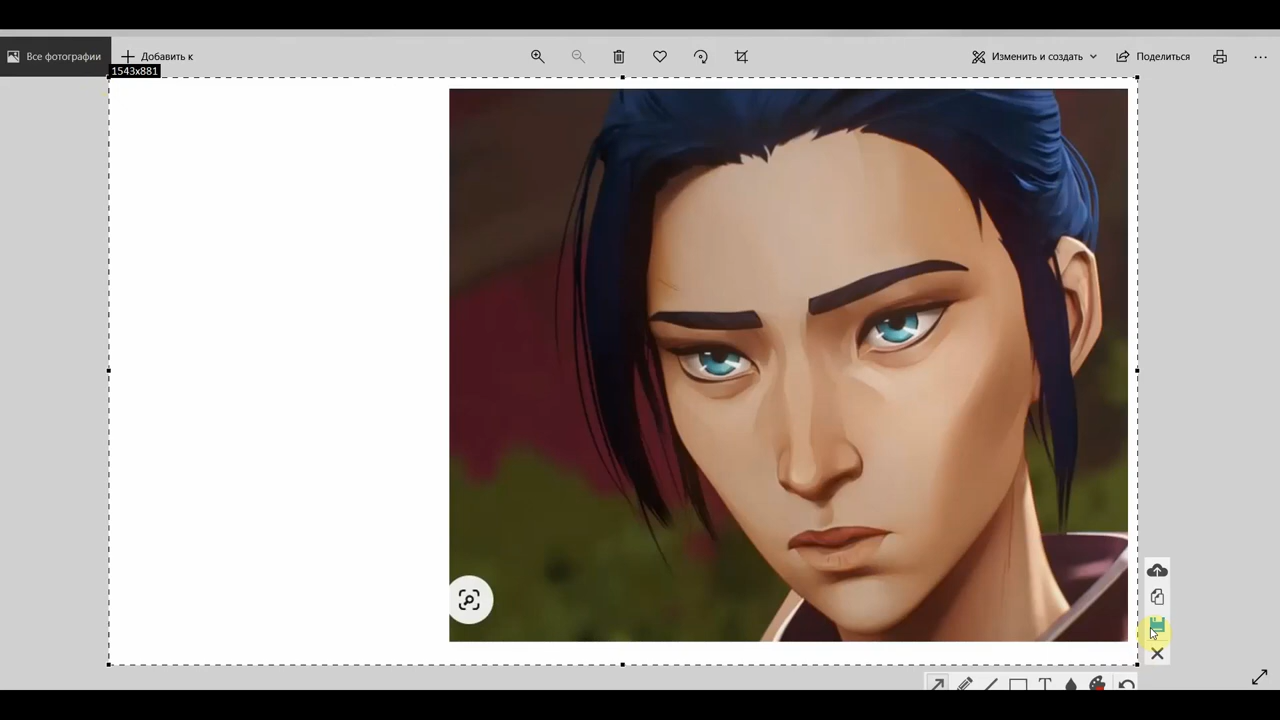 Все фотографии
Добавить к
Изменить и создать
Поделиться
1543x881
T